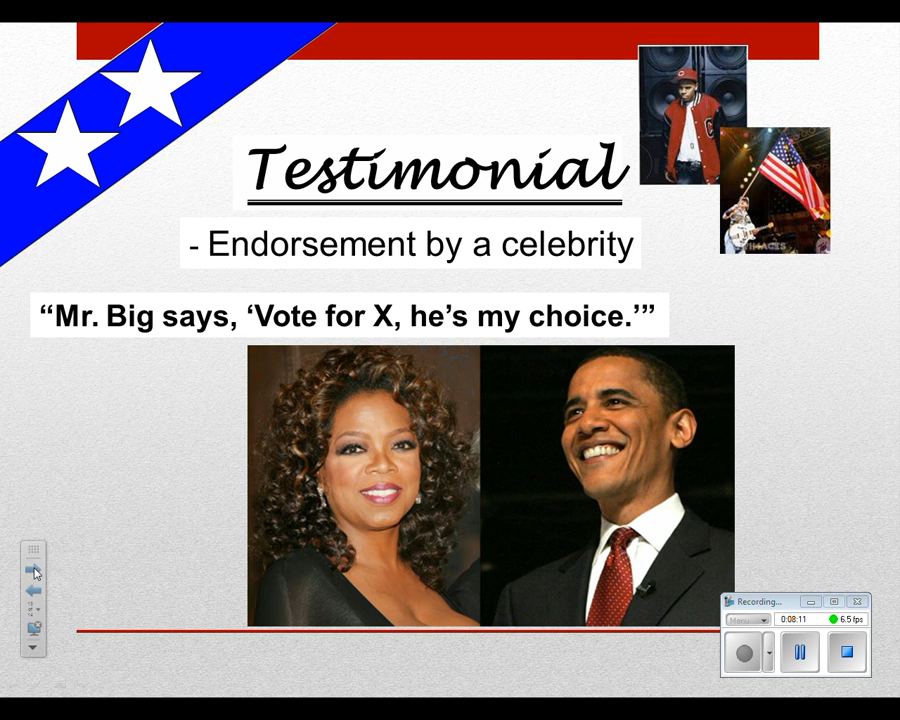 Testimonial
- Endorsement by a celebrity
“Mr. Big says, ‘Vote for X, he’s my choice.’”
Recording...
Menu
0:08:11
6.5 fps